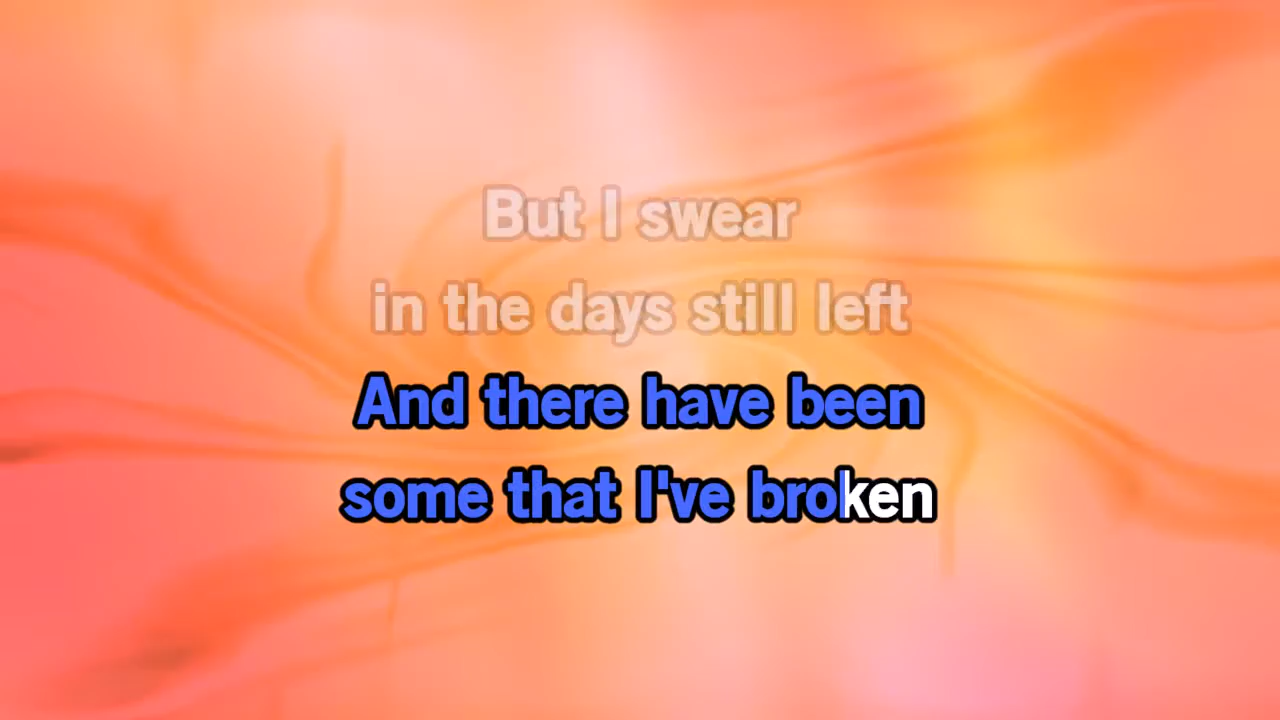 But I swear
in the days still left
And there have been
some that I've broken